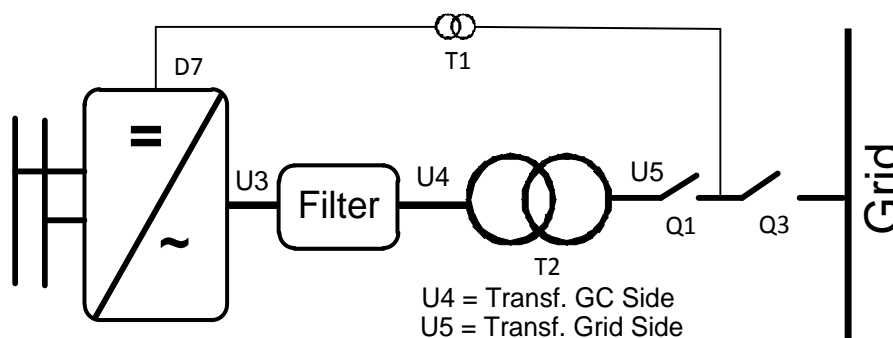 T1
D7
=
~
U3
Filter
U4
T2
U5
Q1
Q3
Grid
U4 = Transf. GC Side
U5 = Transf. Grid Side